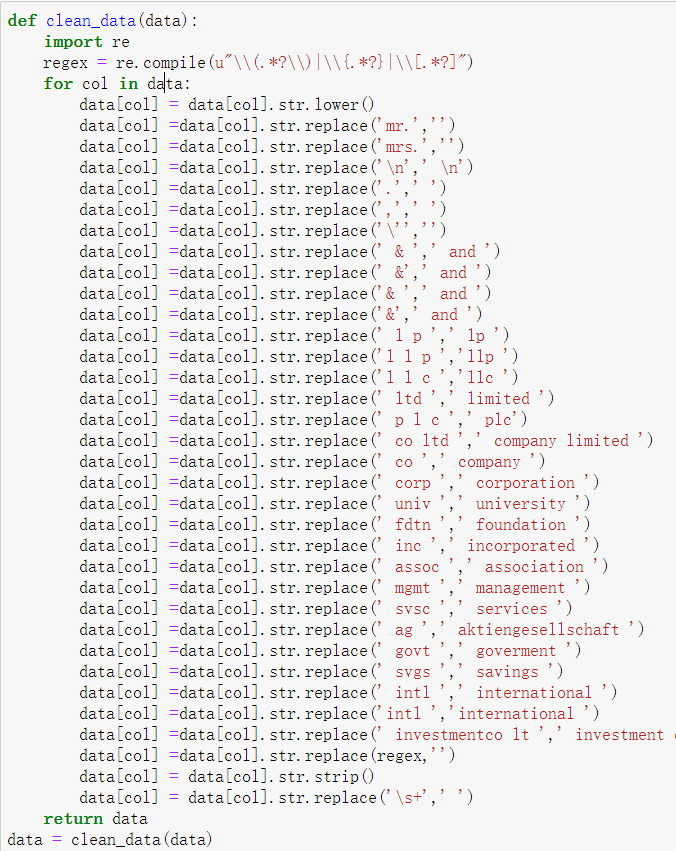 def clean_data(data):
    import re
    regex = re.compile(u"\\(.*?\\)|\\{.*?}|\\[.*?]")
    for col in data:
        data[col] = data[col].str.lower()
        data[col] =data[col].str.replace('mr.','')
        data[col] =data[col].str.replace('mrs.','')
        data[col] =data[col].str.replace('\n',' \n')
        data[col] =data[col].str.replace('.',' ')
        data[col] =data[col].str.replace(',',' ')
        data[col] =data[col].str.replace('\'','')
        data[col] =data[col].str.replace(' & ',' and ')
        data[col] =data[col].str.replace(' &',' and ')
        data[col] =data[col].str.replace('& ',' and ')
        data[col] =data[col].str.replace('&',' and ')
        data[col] =data[col].str.replace(' l p ',' lp ')
        data[col] =data[col].str.replace('l l p ','llp ')
        data[col] =data[col].str.replace('l l c ','llc ')
        data[col] =data[col].str.replace(' ltd ',' limited ')
        data[col] =data[col].str.replace(' p l c ',' plc')
        data[col] =data[col].str.replace(' co ltd ',' company limited ')
        data[col] =data[col].str.replace(' co ',' company ')
        data[col] =data[col].str.replace(' corp ',' corporation ')
        data[col] =data[col].str.replace(' univ ',' university ')
        data[col] =data[col].str.replace(' fdtn ',' foundation ')
        data[col] =data[col].str.replace(' inc ',' incorporated ')
        data[col] =data[col].str.replace(' assoc ',' association ')
        data[col] =data[col].str.replace(' mgmt ',' management ')
        data[col] =data[col].str.replace(' svsc ',' services ')
        data[col] =data[col].str.replace(' ag ',' aktiengesellschaft ')
        data[col] =data[col].str.replace(' govt ',' goverment ')
        data[col] =data[col].str.replace(' svgs ',' savings ')
        data[col] =data[col].str.replace(' intl ',' international ')
        data[col] =data[col].str.replace('intl ','international ')
        data[col] =data[col].str.replace(' investmentco lt ',' investment
        data[col] =data[col].str.replace(regex,'')
        data[col] = data[col].str.strip()
        data[col] = data[col].str.replace('\s+',' ')
    return data
data = clean_data(data)